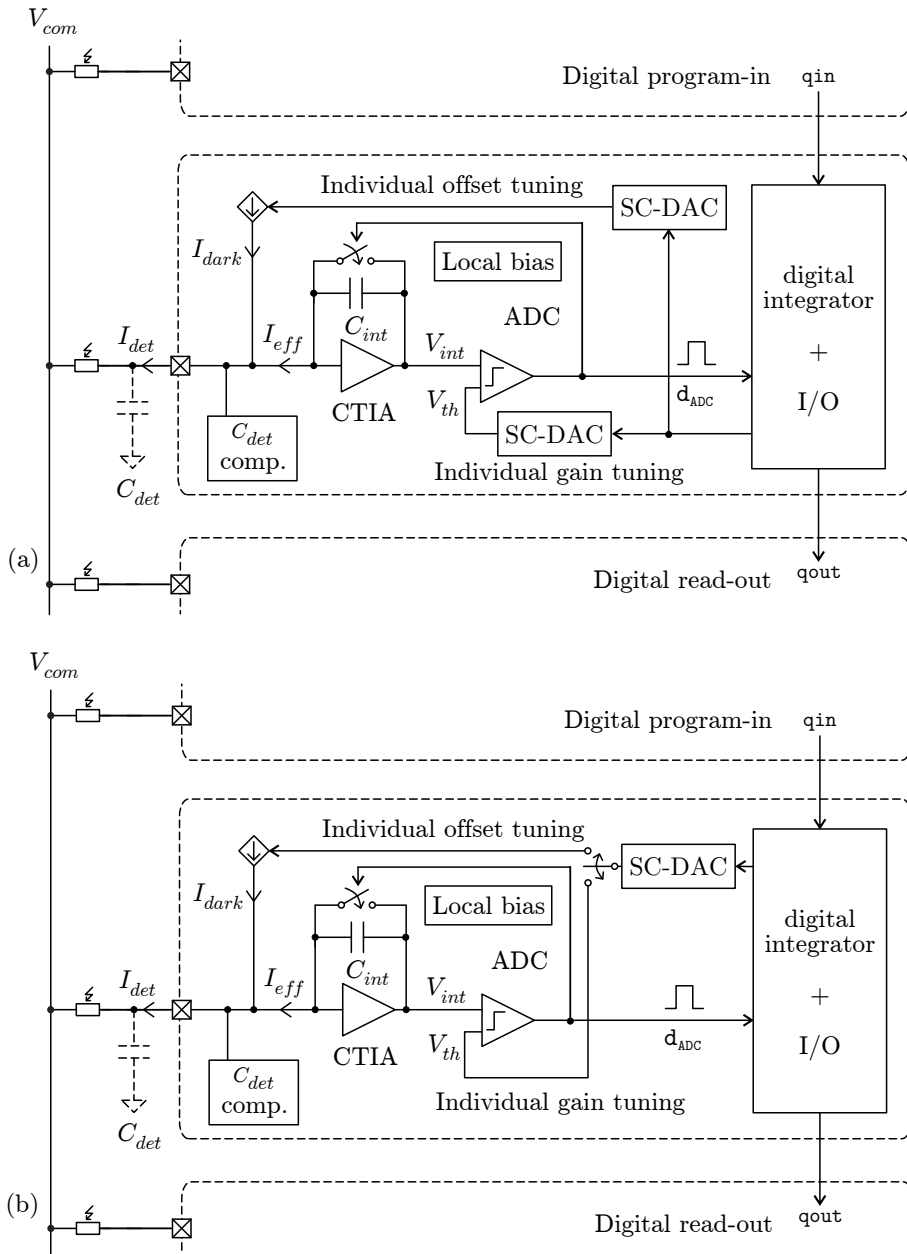 V_com
Digital program-in qin
Individual offset tuning
SC-DAC
I_dark
Local bias
digital
integrator
+
I/O
C_int
ADC
I_det
I_eff
V_int
CTIA
V_th
d_ADC
SC-DAC
C_det
comp.
Individual gain tuning
C_det
(a)
Digital read-out qout
V_com
Digital program-in qin
Individual offset tuning
SC-DAC
I_dark
Local bias
digital
integrator
+
I/O
C_int
ADC
I_det
I_eff
V_int
CTIA
V_th
d_ADC
C_det
comp.
Individual gain tuning
C_det
(b)
Digital read-out qout